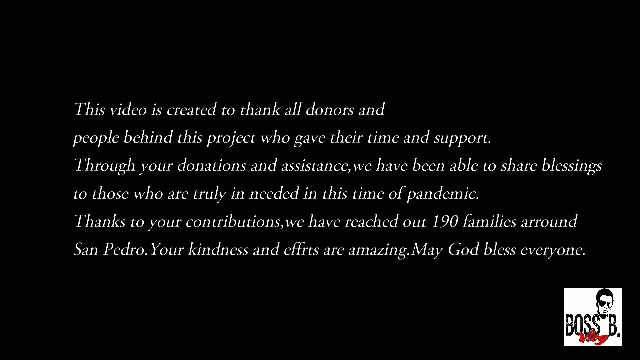 This video is created to thank all donors and
people behind this project who gave their time and support.
Through your donations and assistance,we have been able to share blessings
to those who are truly in needed in this time of pandemic.
Thanks to your contributions,we have reached out 190 families arround
San Pedro.Your kindness and effrts are amazing.May God bless everyone.
BOSS B.